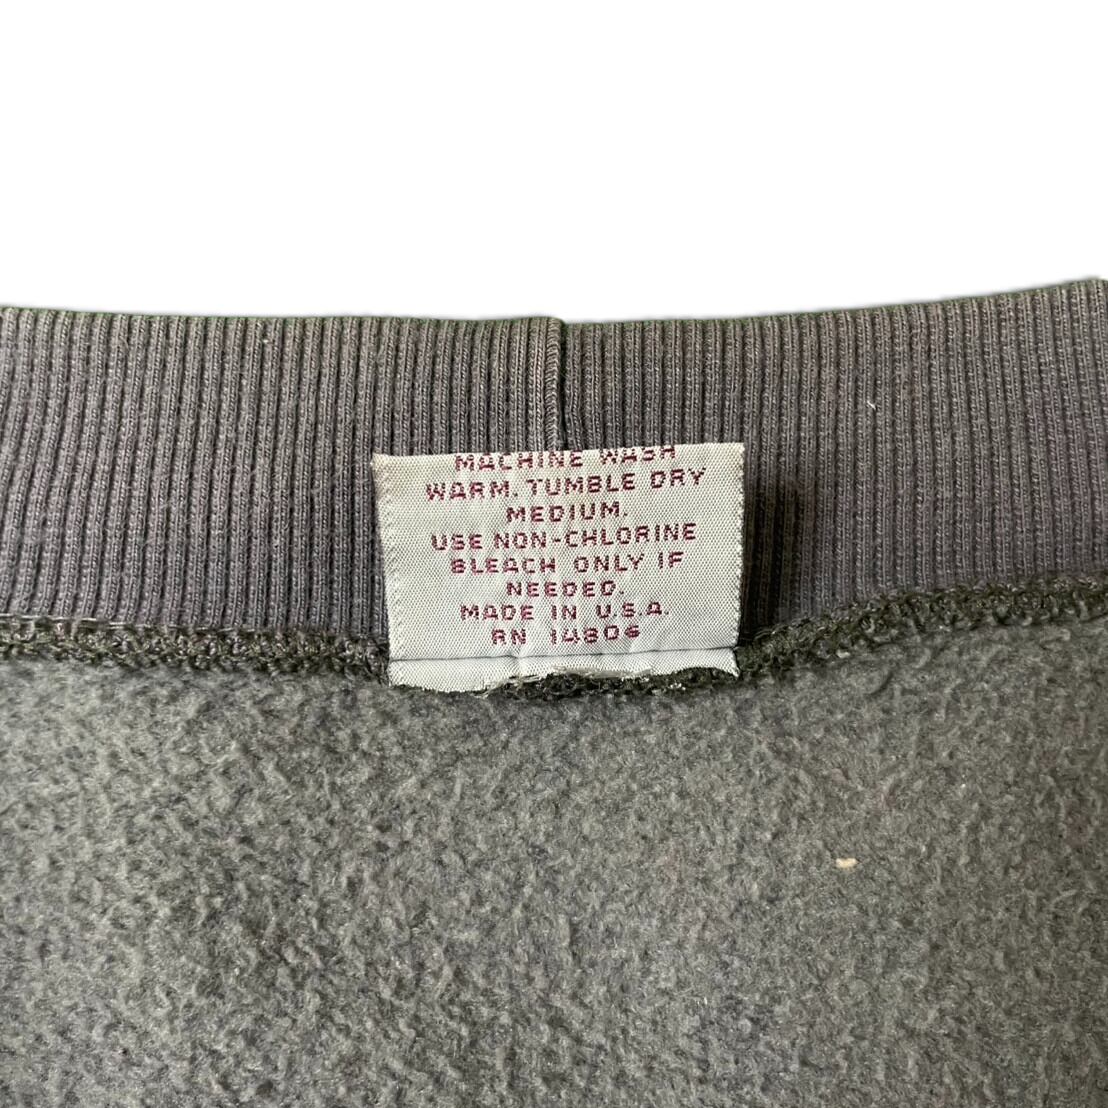 MACHINE WASH
WARM. TUMBLE DRY
MEDIUM.
USE NON-CHLORINE
BLEACH ONLY IF
NEEDED.
MADE IN U.S.A.
RN 14806